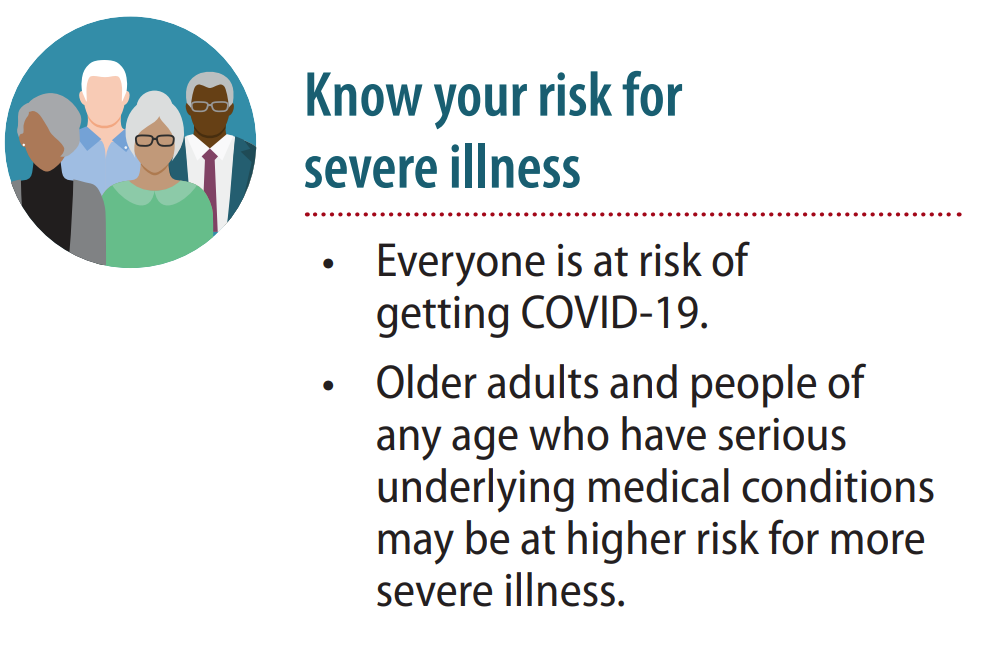 Know your risk for
severe illness
• Everyone is at risk of
getting COVID-19.
• Older adults and people of
any age who have serious
underlying medical conditions
may be at higher risk for more
severe illness.